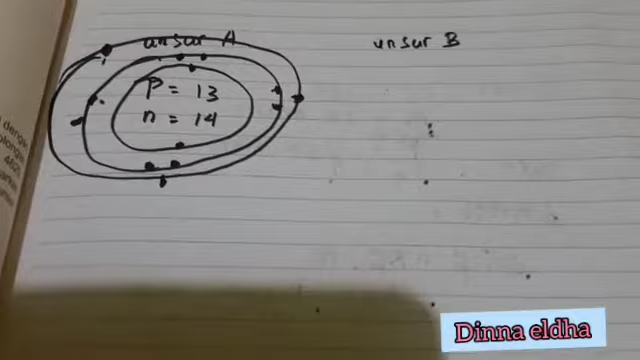 unsur A
unsur B
P = 13
n = 14
Dinna eldha